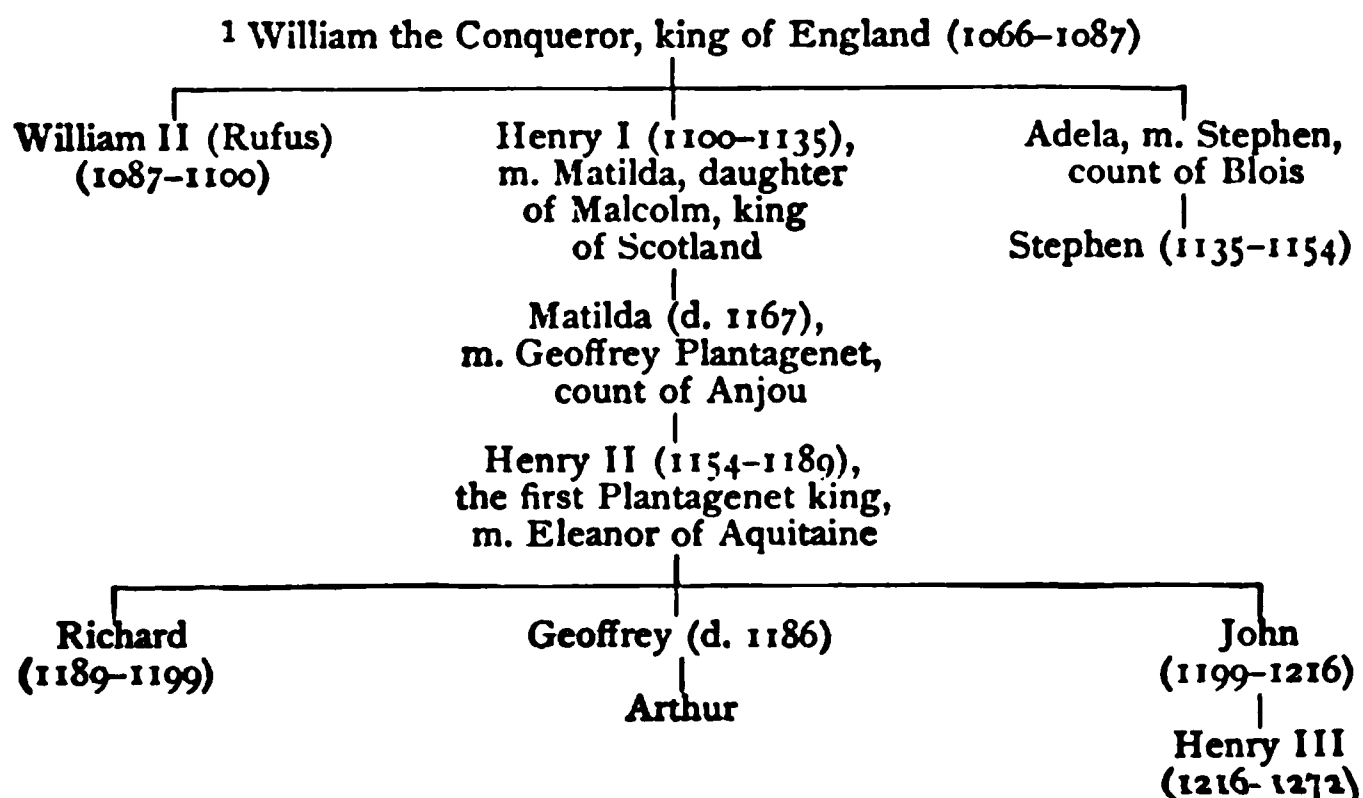 1 William the Conqueror, king of England (1066–1087)
William II (Rufus)
(1087–1100)
Henry I (1100–1135),
m. Matilda, daughter
of Malcolm, king
of Scotland
Adela, m. Stephen,
count of Blois
Stephen (1135–1154)
Matilda (d. 1167),
m. Geoffrey Plantagenet,
count of Anjou
Henry II (1154–1189),
the first Plantagenet king,
m. Eleanor of Aquitaine
Richard
(1189–1199)
Geoffrey (d. 1186)
Arthur
John
(1199–1216)
Henry III
(1216–1272)